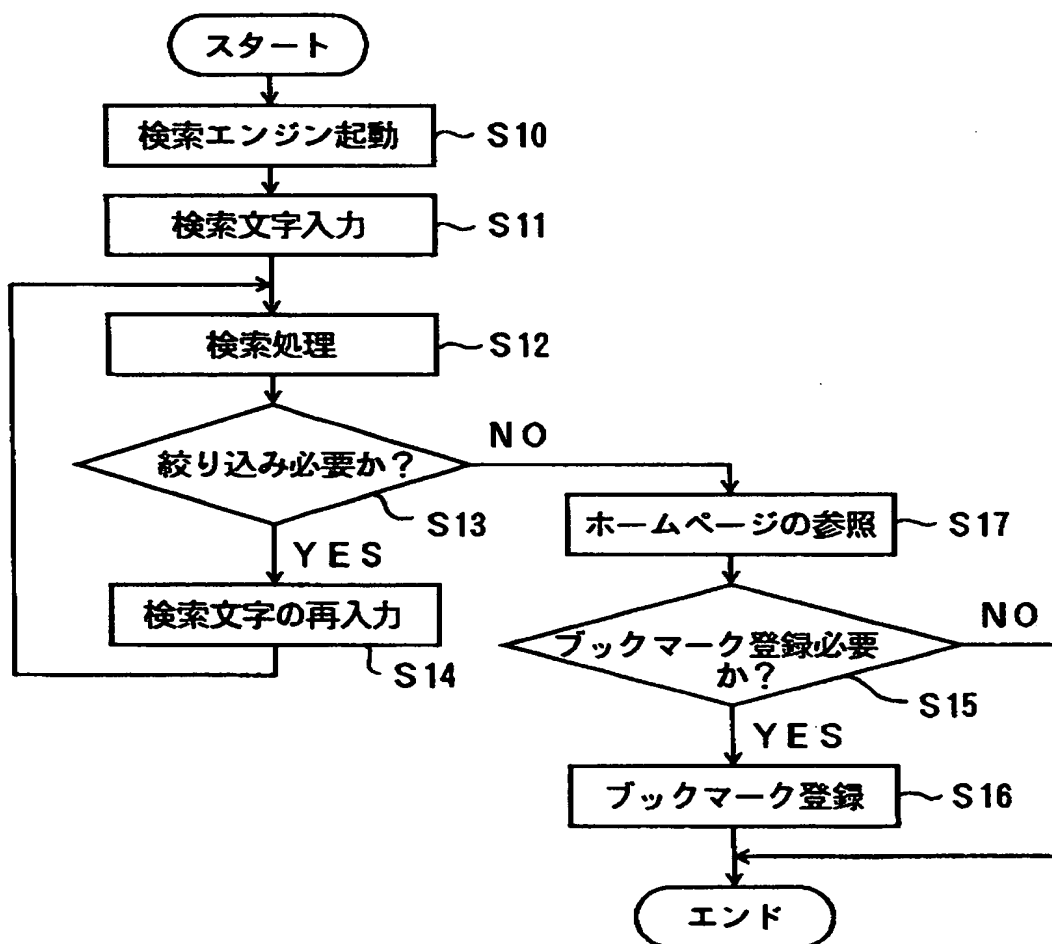 スタート
検索エンジン起動
S10
検索文字入力
S11
検索処理
S12
絞り込み必要か?
S13
NO
YES
検索文字の再入力
S14
ホームページの参照
S17
ブックマーク登録必要
か?
S15
NO
YES
ブックマーク登録
S16
エンド